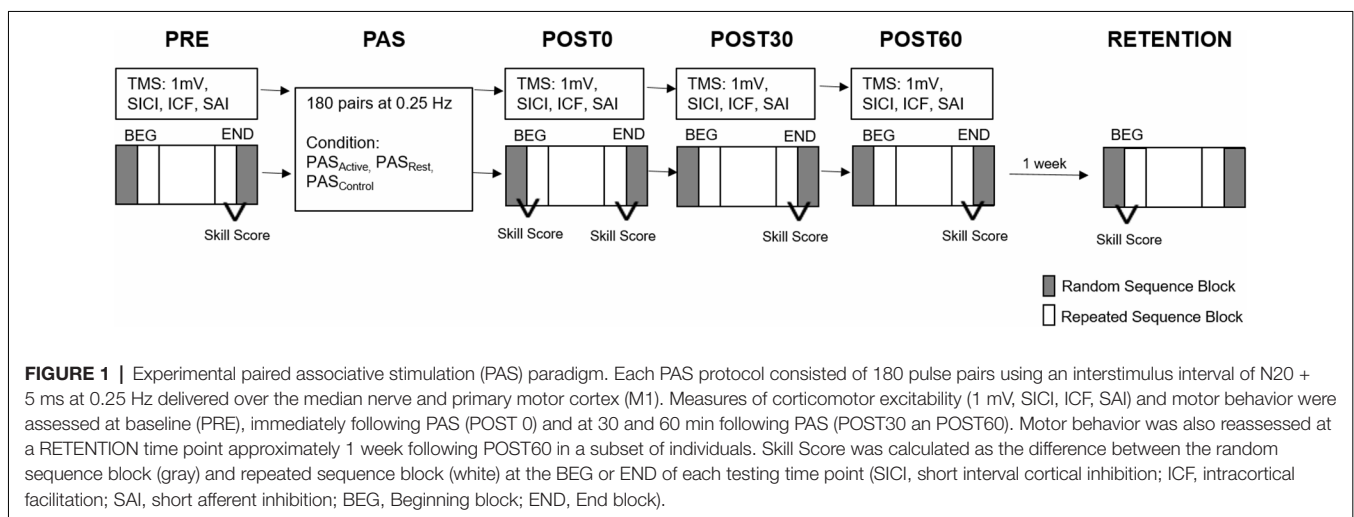 PRE PAS POST0 POST30 POST60 RETENTION
TMS: 1mV,
SICI, ICF, SAI
180 pairs at 0.25 Hz
Condition:
PAS_Active, PAS_Rest,
PAS_Control
TMS: 1mV,
SICI, ICF, SAI
TMS: 1mV,
SICI, ICF, SAI
TMS: 1mV,
SICI, ICF, SAI
BEG END
BEG END
BEG END
BEG END
1 week
BEG
Skill Score
Skill Score
Skill Score
Skill Score
Skill Score
Skill Score
Random Sequence Block
Repeated Sequence Block
FIGURE 1 | Experimental paired associative stimulation (PAS) paradigm. Each PAS protocol consisted of 180 pulse pairs using an interstimulus interval of N20 +
5 ms at 0.25 Hz delivered over the median nerve and primary motor cortex (M1). Measures of corticomotor excitability (1 mV, SICI, ICF, SAI) and motor behavior were
assessed at baseline (PRE), immediately following PAS (POST 0) and at 30 and 60 min following PAS (POST30 an POST60). Motor behavior was also reassessed at
a RETENTION time point approximately 1 week following POST60 in a subset of individuals. Skill Score was calculated as the difference between the random
sequence block (gray) and repeated sequence block (white) at the BEG or END of each testing time point (SICI, short interval cortical inhibition; ICF, intracortical
facilitation; SAI, short afferent inhibition; BEG, Beginning block; END, End block).